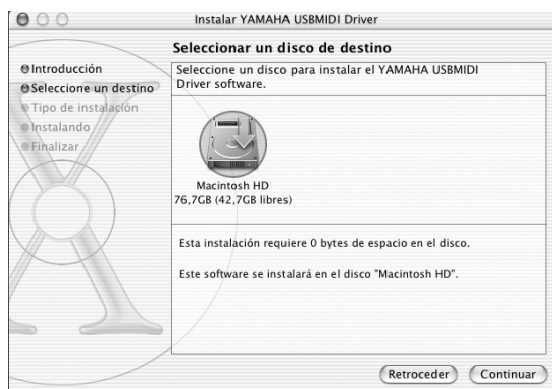 Instalar YAMAHA USBMIDI Driver
Seleccionar un disco de destino
Introducción
Seleccione un destino
Tipo de instalación
Instalando
Finalizar
Seleccione un disco para instalar el YAMAHA USBMIDI
Driver software.
Macintosh HD
76,7GB (42,7GB libres)
Esta instalación requiere 0 bytes de espacio en el disco.
Este software se instalará en el disco "Macintosh HD".
Retroceder
Continuar